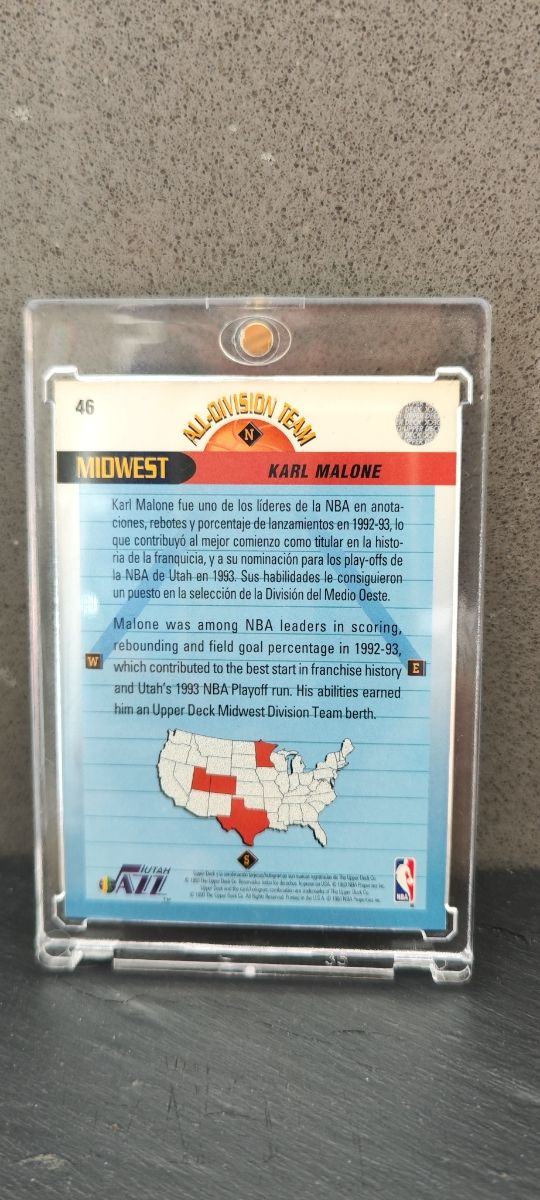 46
ALL-DIVISION TEAM
N
MIDWEST
KARL MALONE
Karl Malone fue uno de los líderes de la NBA en anota-
ciones, rebotes y porcentaje de lanzamientos en 1992-93, lo
que contribuyó al mejor comienzo como titular en la histo-
ria de la franquicia, y a su nominación para los play-offs de
la NBA de Utah en 1993. Sus habilidades le consiguieron
un puesto en la selección de la División del Medio Oeste.
Malone was among NBA leaders in scoring,
rebounding and field goal percentage in 1992-93,
W
E
which contributed to the best start in franchise history
and Utah's 1993 NBA Playoff run. His abilities earned
him an Upper Deck Midwest Division Team berth.
S
UTAH
JAZZ
NBA